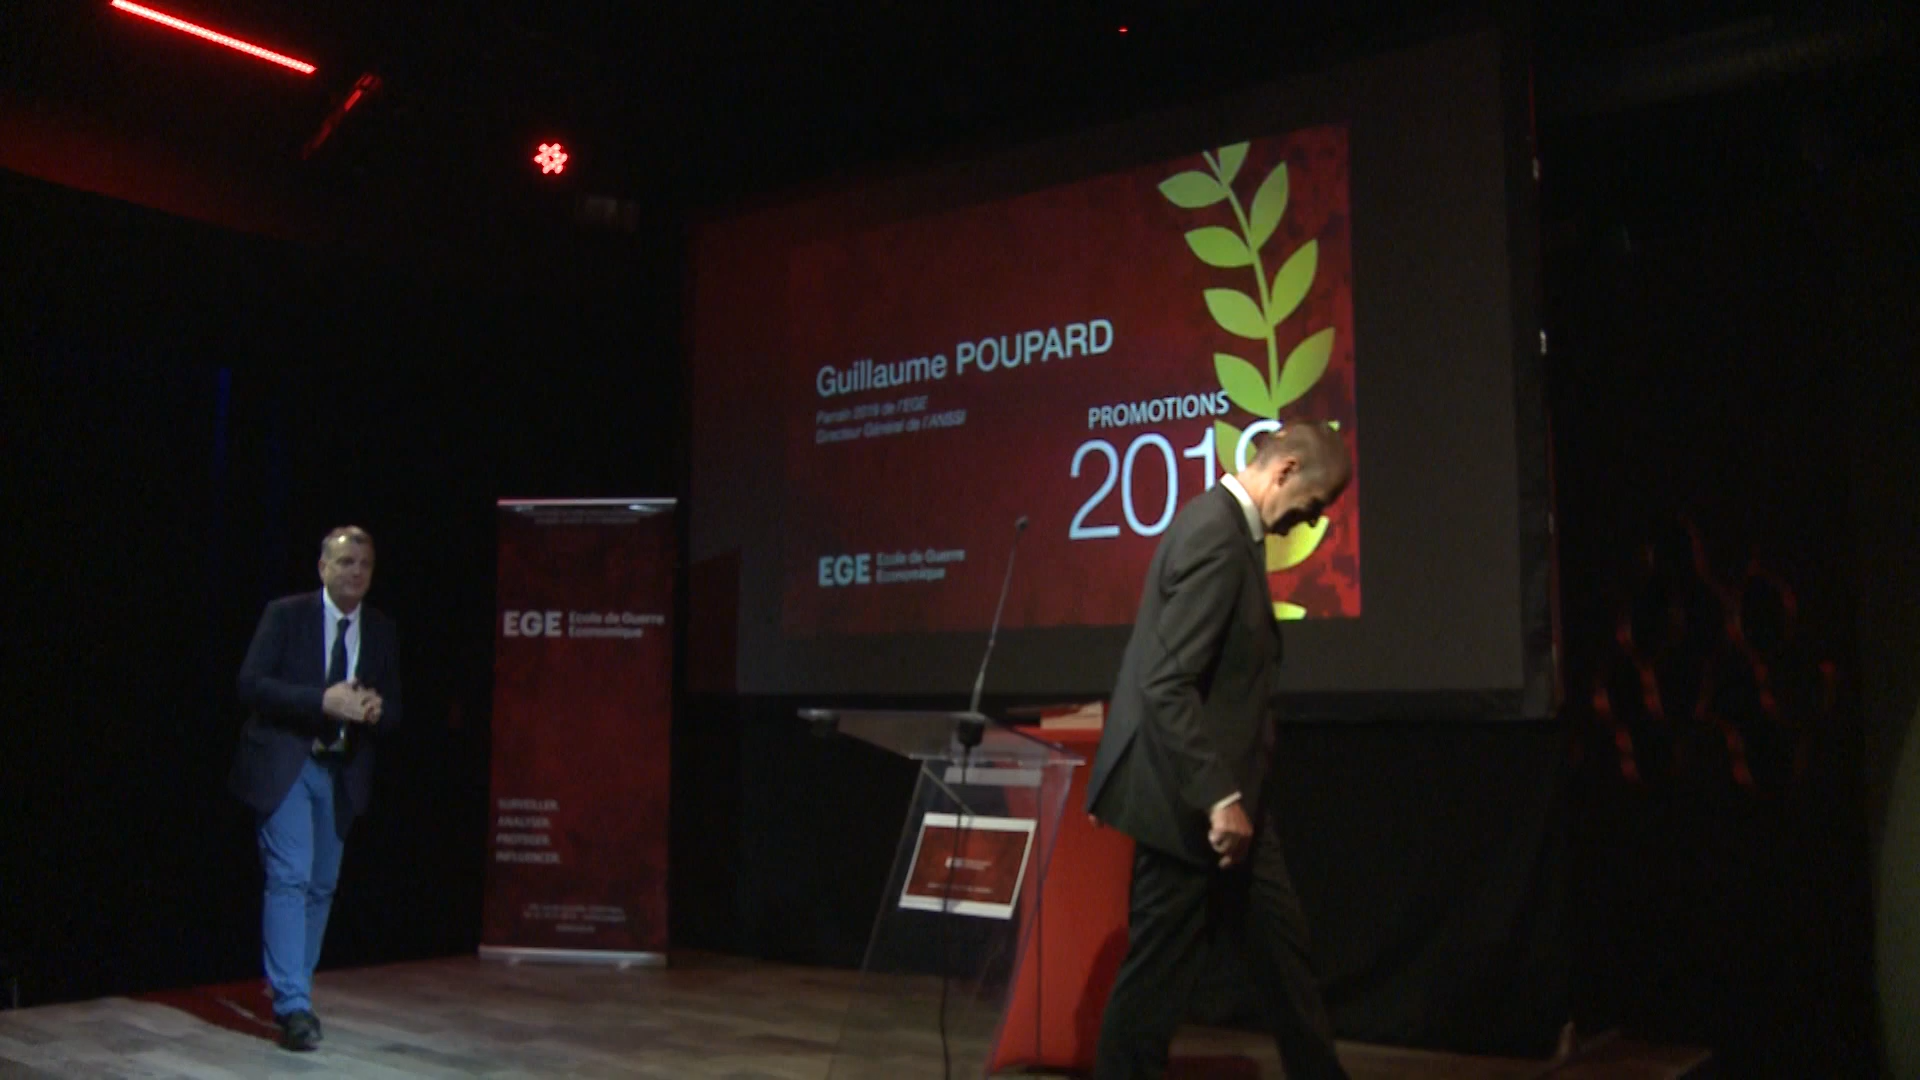 Guillaume POUPARD
Parrain 2019 de l'EGE
Directeur Général de l'ANSSI
PROMOTIONS
201
EGE Ecole de Guerre
Economique
EGE Ecole de Guerre
Economique
SURVEILLER.
ANALYSER.
PROTEGER.
INFLUENCER.
EGE